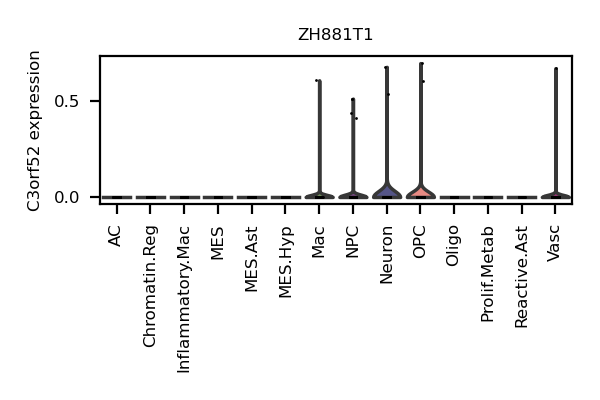 ZH881T1
C3orf52 expression
0.5
0.0
AC
Chromatin.Reg
Inflammatory.Mac
MES
MES.Ast
MES.Hyp
Mac
NPC
Neuron
OPC
Oligo
Prolif.Metab
Reactive.Ast
Vasc